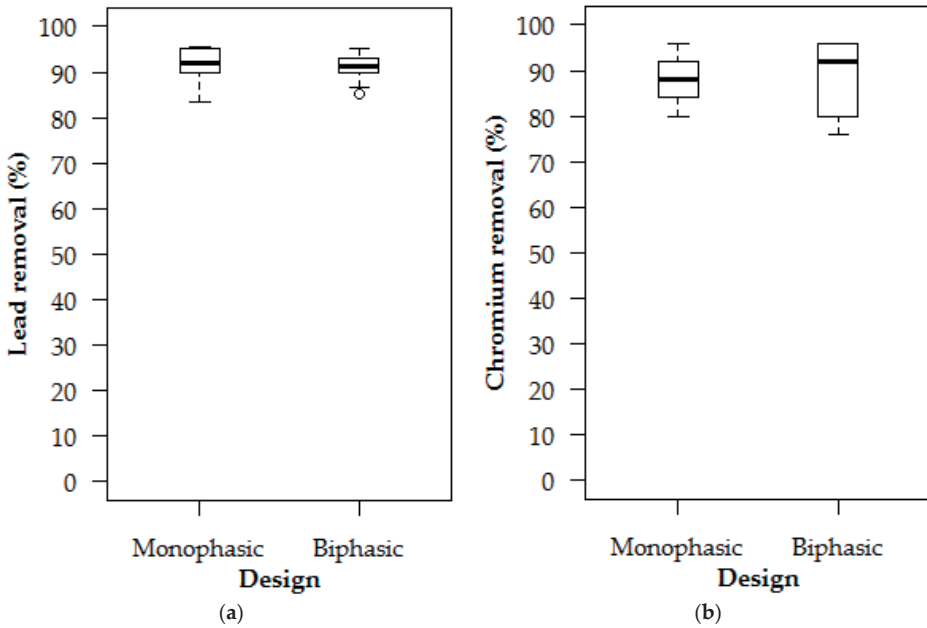 Lead removal (%)
100
90
80
70
60
50
40
30
20
10
0
Monophasic Biphasic
Design
(a)
Chromium removal (%)
100
90
80
70
60
50
40
30
20
10
0
Monophasic Biphasic
Design
(b)